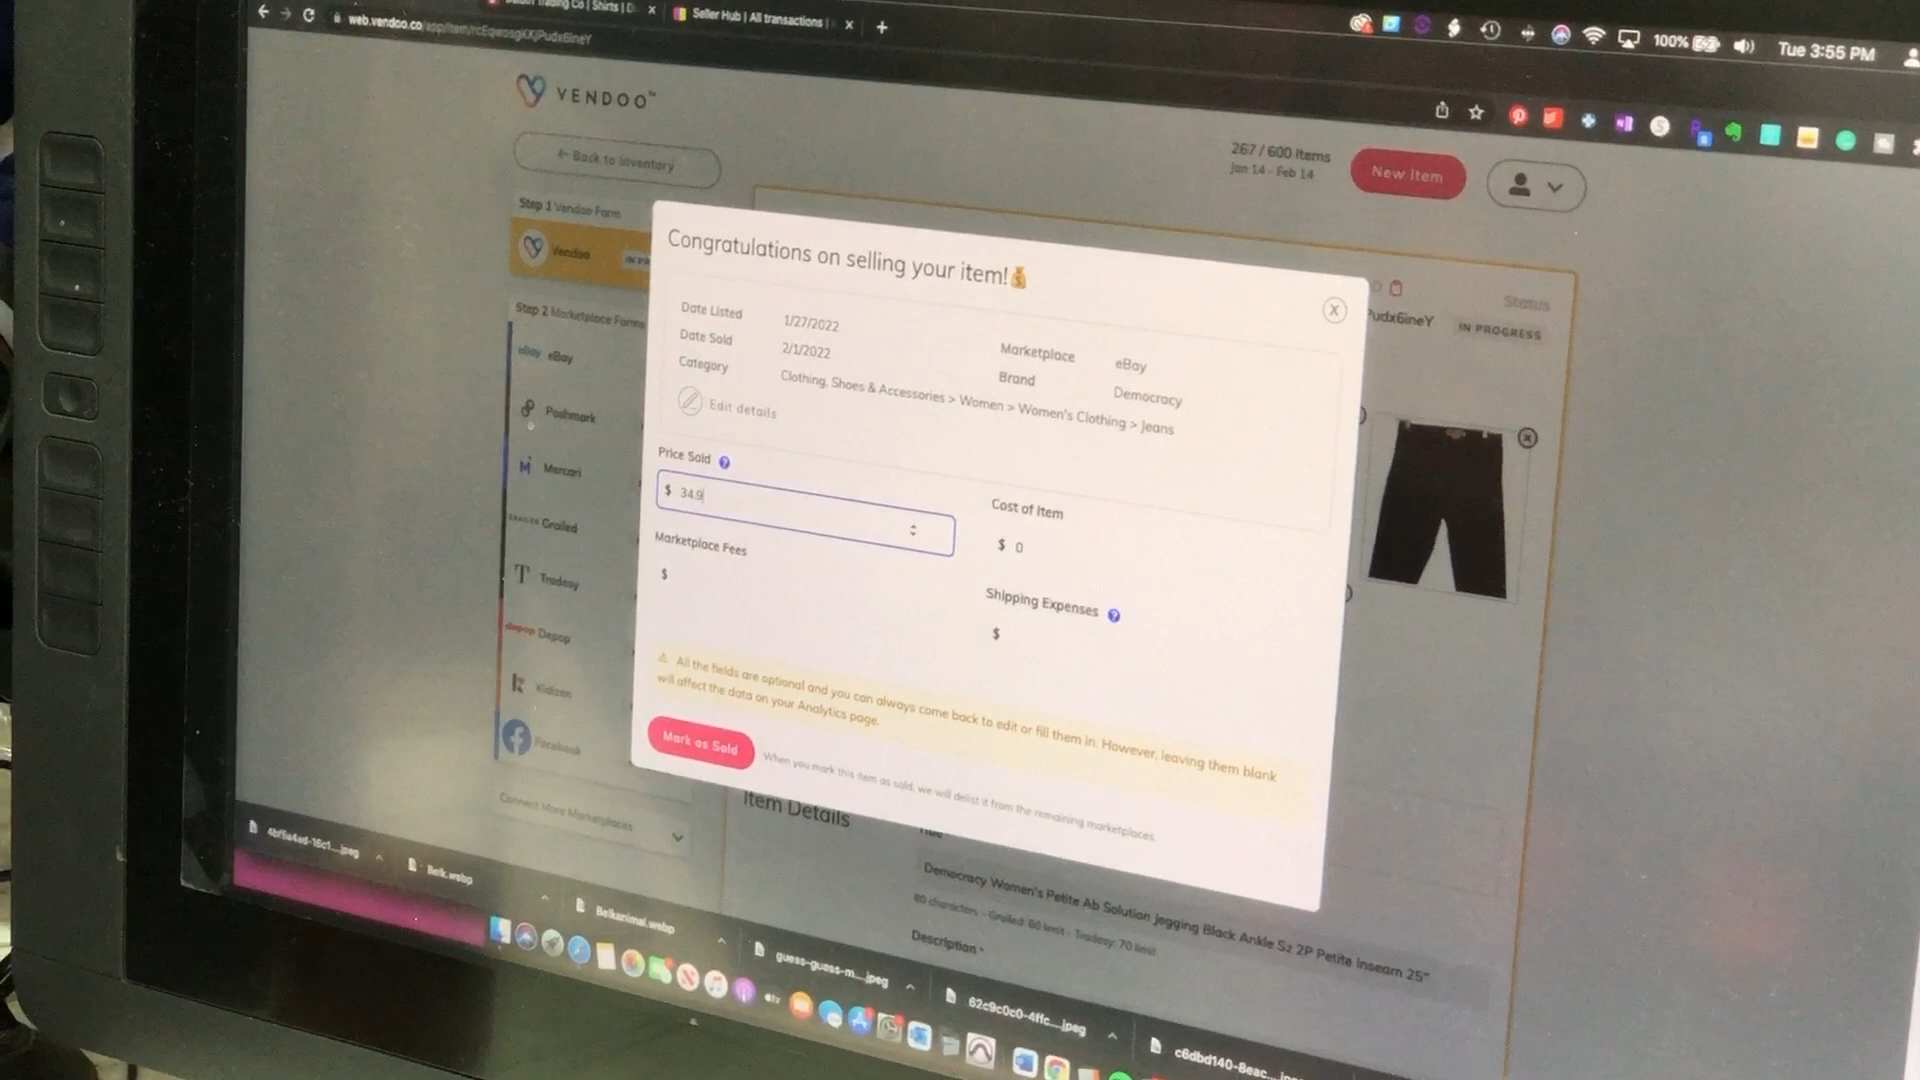 Seller Hub | All transactions |
web.vendoo.co/app/item/rcEqwosgKKjPudx6ineY
100%
Tue 3:55 PM
VENDOO™
← Back to Inventory
267 / 600 Items
Jan 14 - Feb 14
New Item
Step 1 Vendoo Form
Vendoo
IN PR
Step 2 Marketplace Forms
eBay eBay
Poshmark
Mercari
Grailed
T Tradesy
depop Depop
Kidizen
Facebook
Connect More Marketplaces
Congratulations on selling your item!
X
Date Listed 1/27/2022
Date Sold 2/1/2022
Marketplace eBay
Brand Democracy
Category Clothing, Shoes & Accessories > Women > Women's Clothing > Jeans
Edit details
Price Sold ?
$ 34.9
Cost of Item
$ 0
Marketplace Fees
$
Shipping Expenses ?
$
All the fields are optional and you can always come back to edit or fill them in. However, leaving them blank
will affect the data on your Analytics page.
Mark as Sold
When you mark this item as sold, we will delist it from the remaining marketplaces.
Pudx6ineY
Status
IN PROGRESS
Item Details
Title
Democracy Women's Petite Ab Solution Jegging Black Ankle Sz 2P Petite Inseam 25"
80 characters - Grailed: 60 limit - Tradesy: 70 limit
Description *
4bf5a4ad-16c1....jpeg
Belk.webp
Belkanimal.webp
guess-guess-m....jpeg
62c9c0c0-4ffc....jpeg
c6dbd140-8eac....jpeg